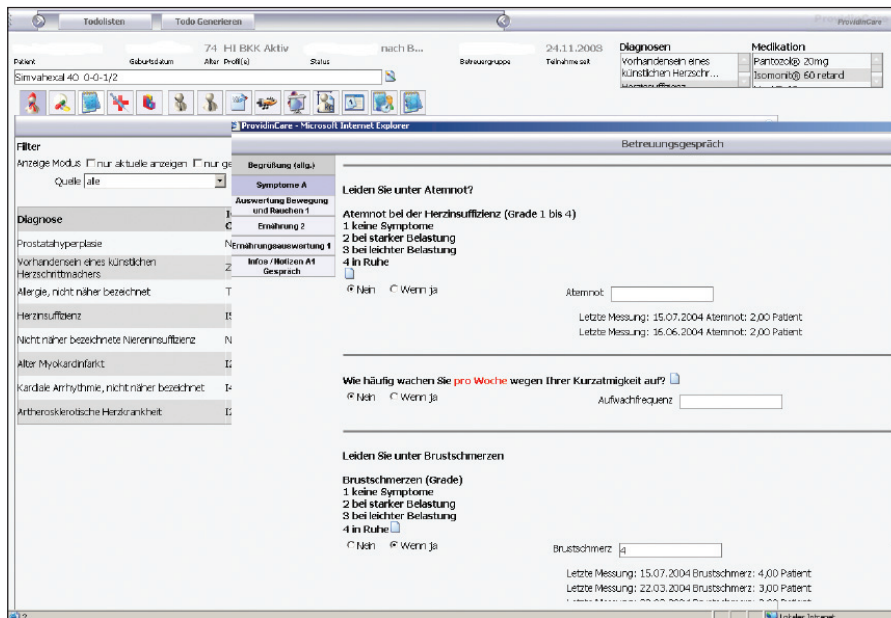 Todolisten Todo Generieren
ProvidinCare
74 HI BKK Aktiv nach B... 24.11.2003
Patient Geburtsdatum Alter Profil(e) Status Betreuergruppe Teilnahme seit
Diagnosen
Vorhandensein eines
künstlichen Herzschr...
Herzinsuffizienz
Medikation
Pantozol® 20mg
Isomonit® 60 retard
Simvahexal 40 0-0-1/2
ProvidinCare - Microsoft Internet Explorer
Betreuungsgespräch
Filter
Anzeige Modus nur aktuelle anzeigen nur ge
Quelle alle
Diagnose
Prostatahyperplasie N
Vorhandensein eines künstlichen
Herzschrittmachers Z
Allergie, nicht näher bezeichnet T
Herzinsuffizienz I5
Nicht näher bezeichnete Niereninsuffizienz N
Alter Myokardinfarkt I2
Kardiale Arrhythmie, nicht näher bezeichnet I4
Artherosklerotische Herzkrankheit I2
Begrüßung (allg.)
Symptome A
Auswertung Bewegung
und Rauchen 1
Ernährung 2
Ernährungsauswertung 1
Infos/Notizen A1
Gespräch
Leiden Sie unter Atemnot?
Atemnot bei der Herzinsuffizienz (Grade 1 bis 4)
1 keine Symptome
2 bei starker Belastung
3 bei leichter Belastung
4 in Ruhe
Nein Wenn ja Atemnot
Letzte Messung: 15.07.2004 Atemnot: 2,00 Patient
Letzte Messung: 16.06.2004 Atemnot: 2,00 Patient
Wie häufig wachen Sie pro Woche wegen Ihrer Kurzatmigkeit auf?
Nein Wenn ja Aufwachfrequenz
Leiden Sie unter Brustschmerzen
Brustschmerzen (Grade)
1 keine Symptome
2 bei starker Belastung
3 bei leichter Belastung
4 in Ruhe
Nein Wenn ja Brustschmerz 4
Letzte Messung: 15.07.2004 Brustschmerz: 4,00 Patient
Letzte Messung: 22.03.2004 Brustschmerz: 3,00 Patient
Lokales Intranet